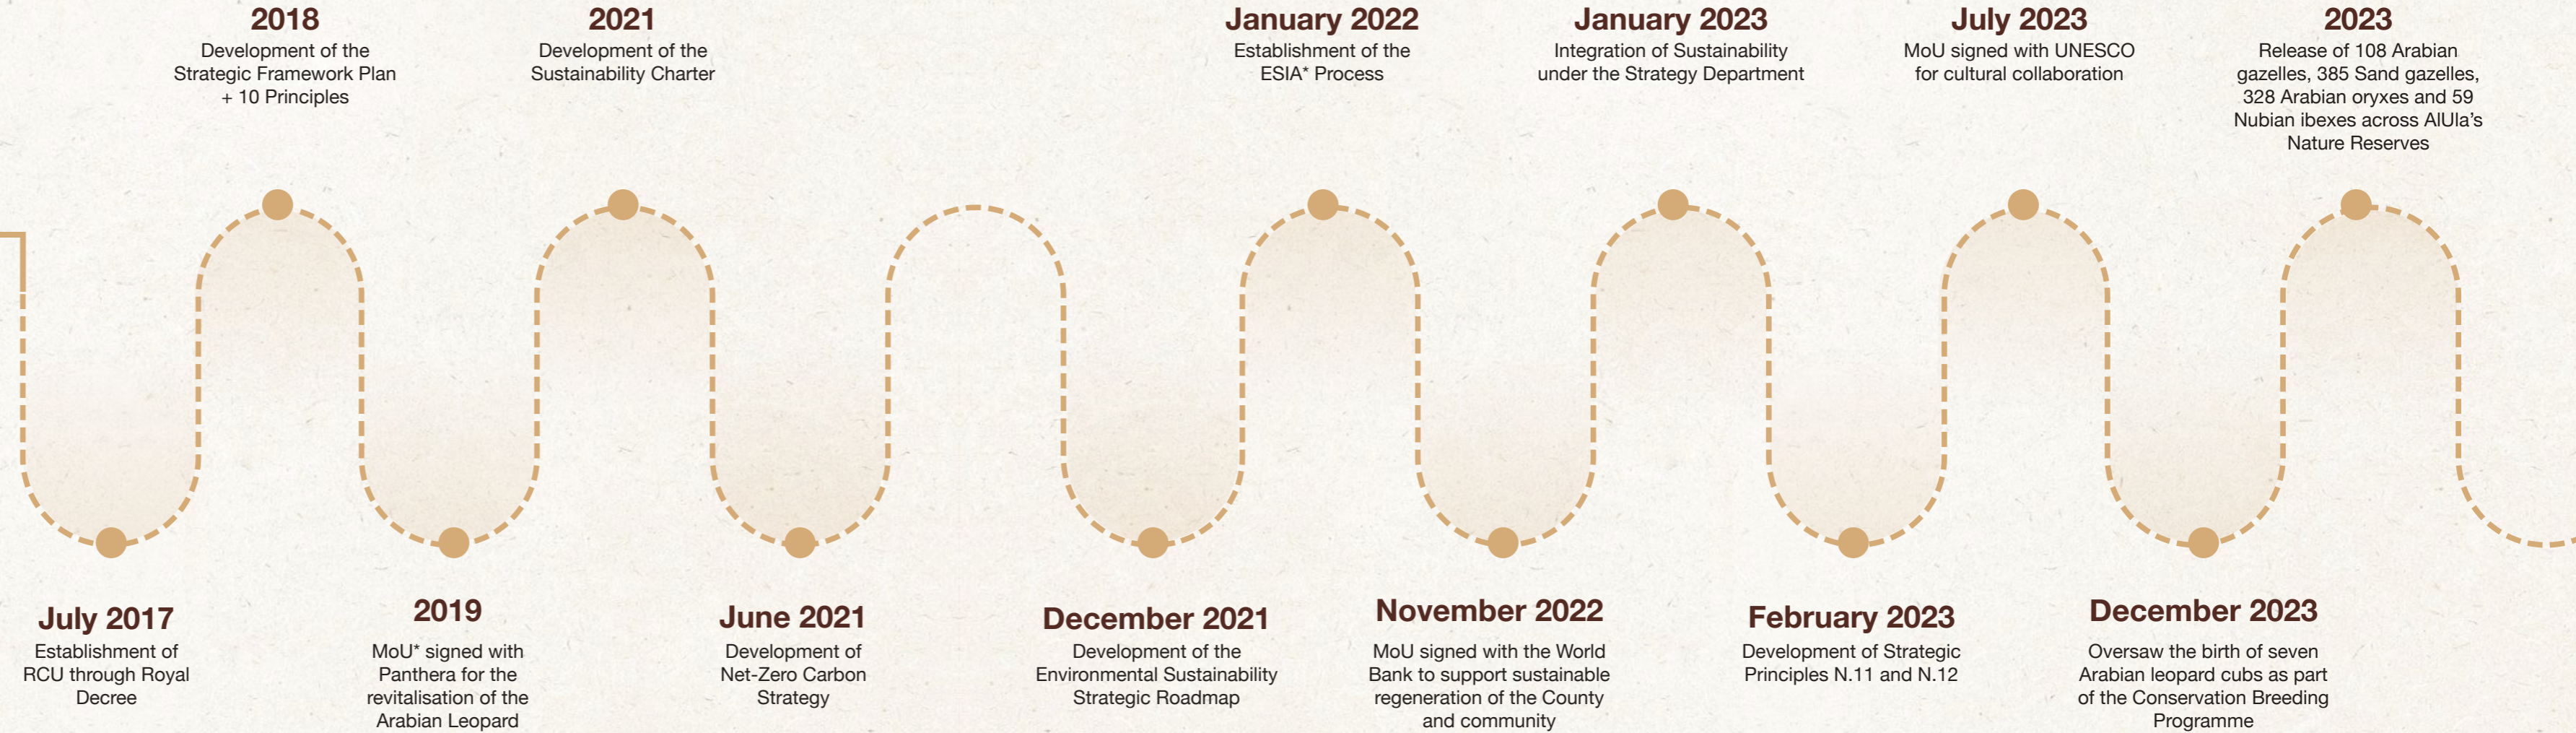 2018
Development of the
Strategic Framework Plan
+ 10 Principles
2021
Development of the
Sustainability Charter
January 2022
Establishment of the
ESIA* Process
January 2023
Integration of Sustainability
under the Strategy Department
July 2023
MoU signed with UNESCO
for cultural collaboration
2023
Release of 108 Arabian
gazelles, 385 Sand gazelles,
328 Arabian oryxes and 59
Nubian ibexes across AlUla’s
Nature Reserves
July 2017
Establishment of
RCU through Royal
Decree
2019
MoU* signed with
Panthera for the
revitalisation of the
Arabian Leopard
June 2021
Development of
Net-Zero Carbon
Strategy
December 2021
Development of the
Environmental Sustainability
Strategic Roadmap
November 2022
MoU signed with the World
Bank to support sustainable
regeneration of the County
and community
February 2023
Development of Strategic
Principles N.11 and N.12
December 2023
Oversaw the birth of seven
Arabian leopard cubs as part
of the Conservation Breeding
Programme